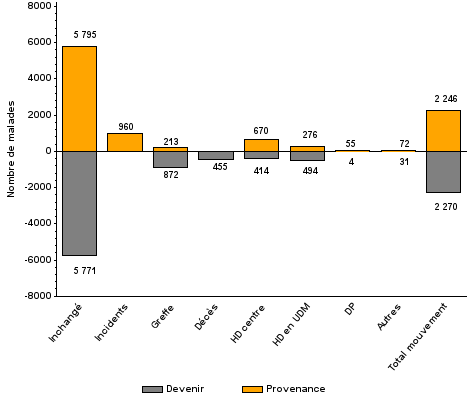 8000
6000
4000
2000
0
-2000
-4000
-6000
-8000
Nombre de malades
5 795
960
213
670
276
55
72
2 246
872
455
414
494
4
31
2 270
5 771
Inchangé
Incidents
Greffe
Décès
HD centre
HD en UDM
DP
Autres
Total mouvement
Devenir
Provenance